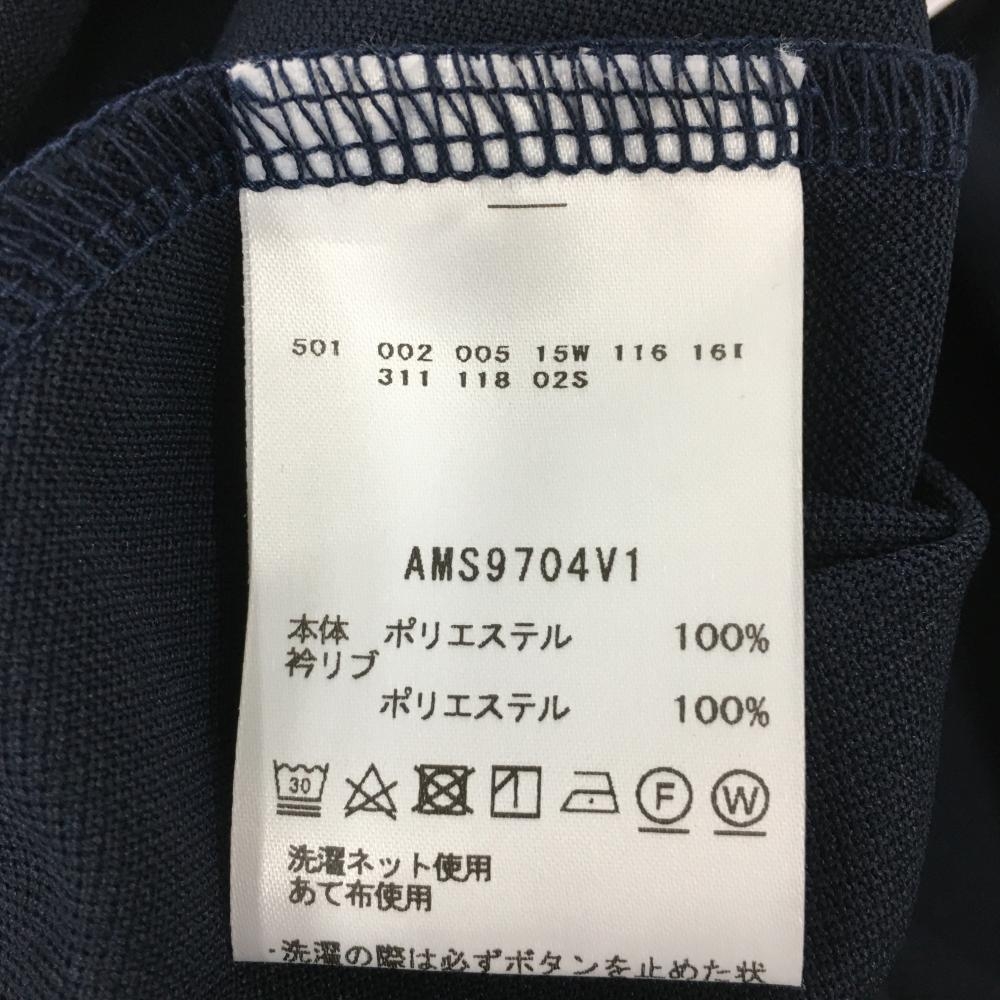 501 002 005 15W 116 16I
311 118 02S
AMS9704V1
本体 ポリエステル 100%
衿リブ
ポリエステル 100%
30 F W
洗濯ネット使用
あて布使用
・洗濯の際は必ずボタンを止めた状